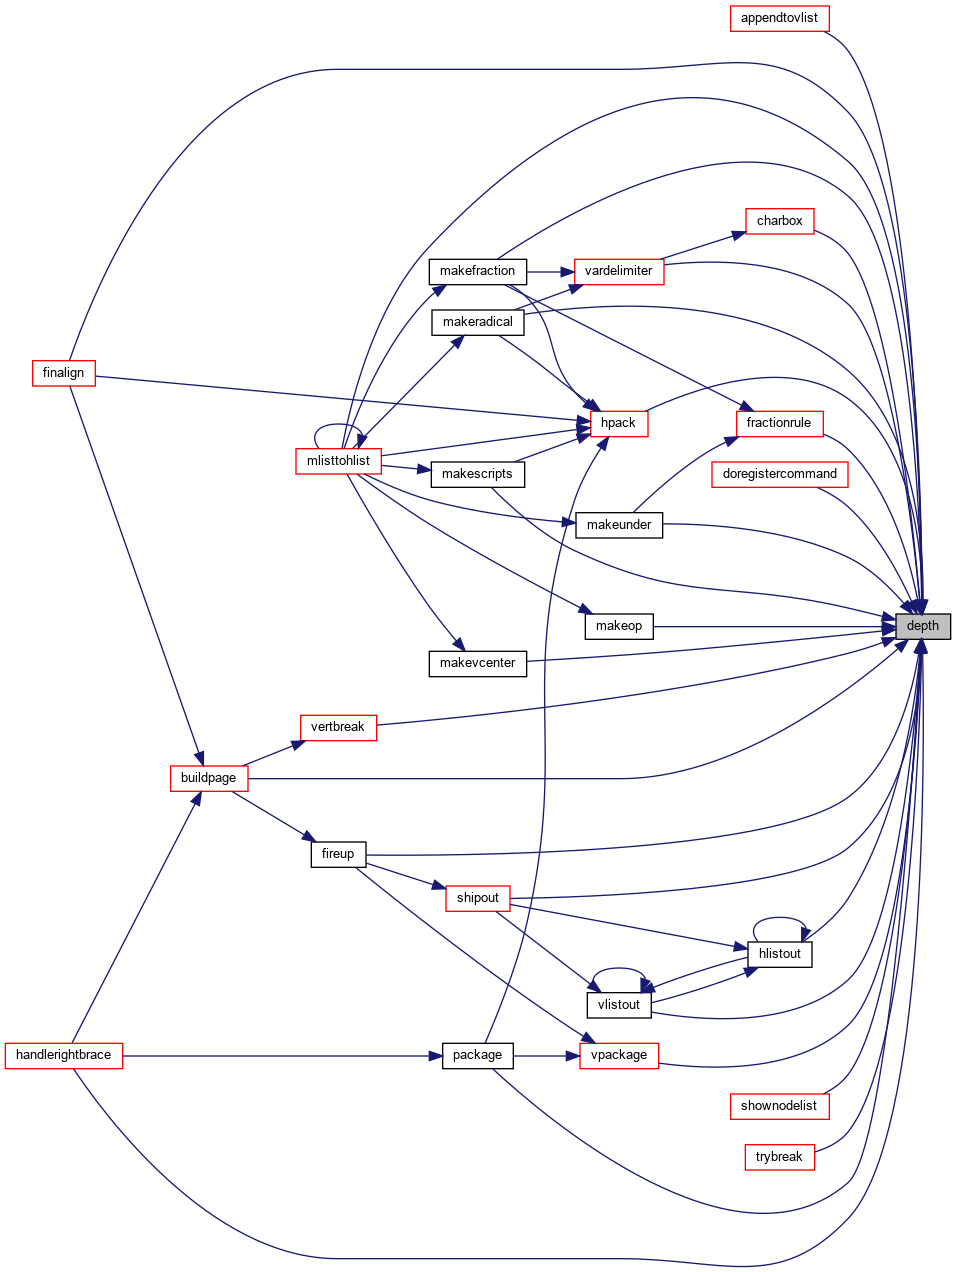 appendtovlist
charbox
makefraction
vardelimiter
makeradical
finalign
hpack
fractionrule
mlisttohlist
makescripts
doregistercommand
makeunder
makeop
depth
makevcenter
vertbreak
buildpage
fireup
shipout
hlistout
vlistout
handlerightbrace
package
vpackage
shownodelist
trybreak